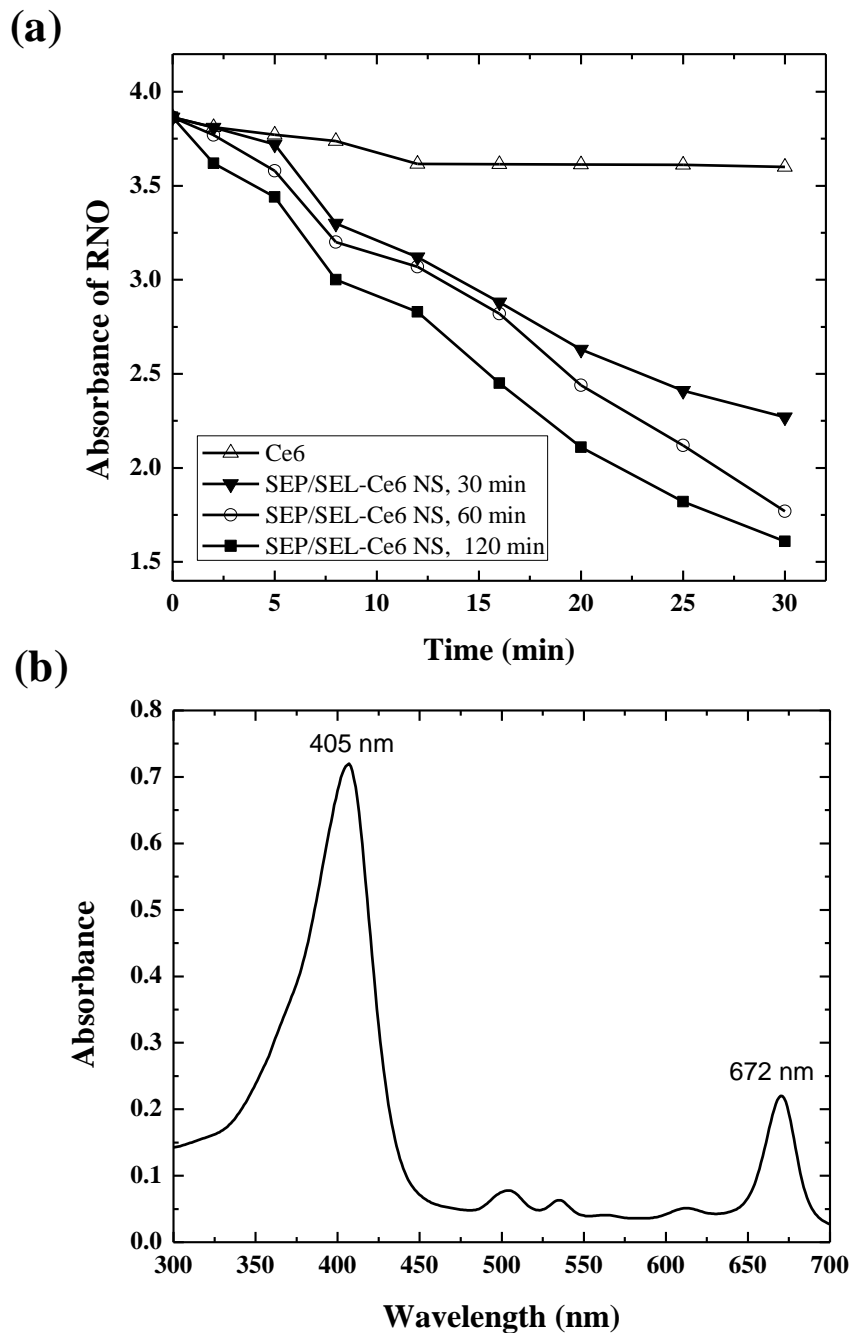 (a)
4.0
3.5
3.0
2.5
2.0
1.5
Absorbance of RNO
Ce6
SEP/SEL-Ce6 NS, 30 min
SEP/SEL-Ce6 NS, 60 min
SEP/SEL-Ce6 NS, 120 min
0 5 10 15 20 25 30
Time (min)
(b)
0.8
0.7
0.6
0.5
0.4
0.3
0.2
0.1
0.0
Absorbance
405 nm
672 nm
300 350 400 450 500 550 600 650 700
Wavelength (nm)